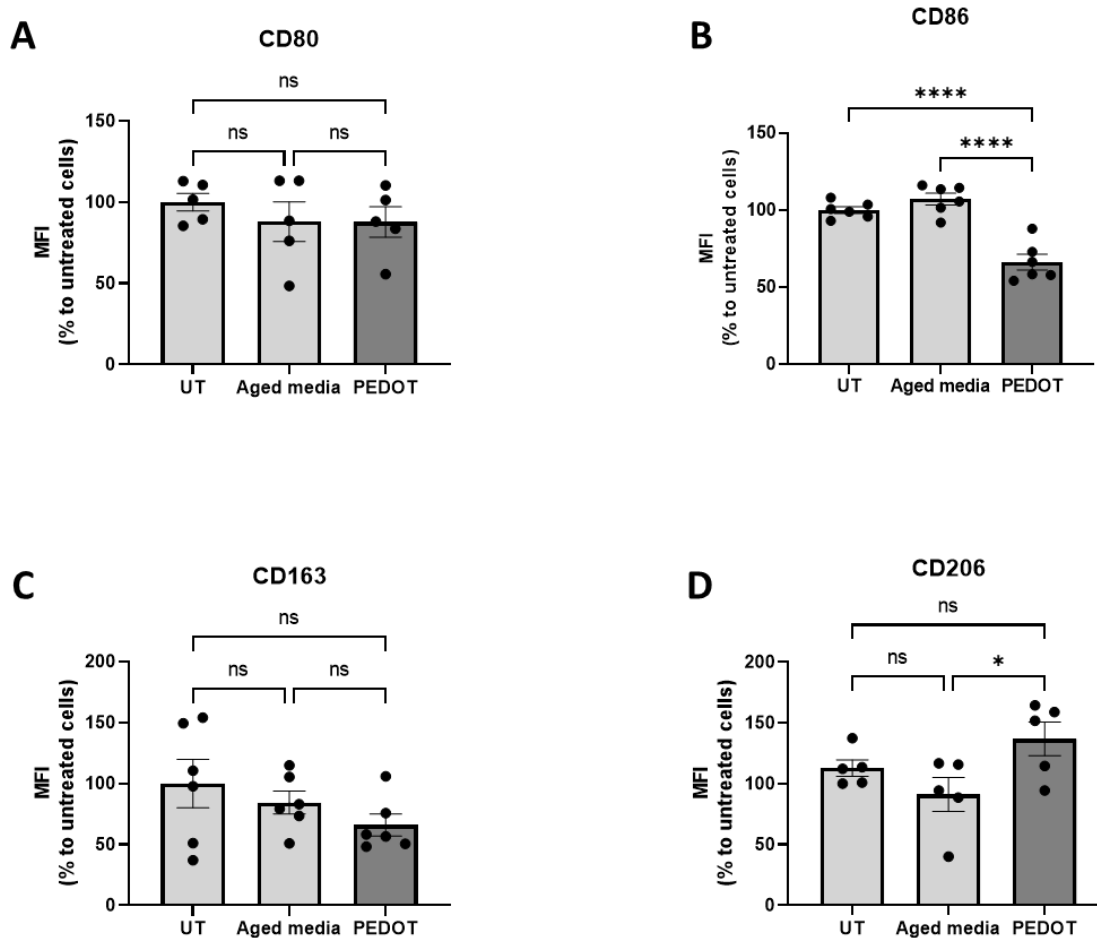 A
CD80
ns
ns
ns
150
100
50
0
MFI
(% to untreated cells)
UT
Aged media
PEDOT
B
CD86
****
****
150
100
50
0
MFI
(% to untreated cells)
UT
Aged media
PEDOT
C
CD163
ns
ns
ns
200
150
100
50
0
MFI
(% to untreated cells)
UT
Aged media
PEDOT
D
CD206
ns
ns
*
200
150
100
50
0
MFI
(% to untreated cells)
UT
Aged media
PEDOT